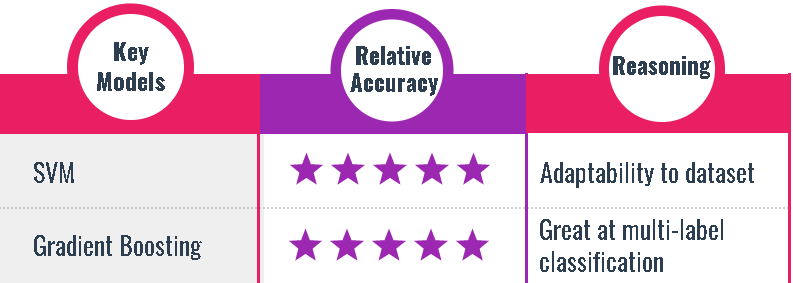 Key
Models
Relative
Accuracy
Reasoning
SVM
Adaptability to dataset
Gradient Boosting
Great at multi-label
classification